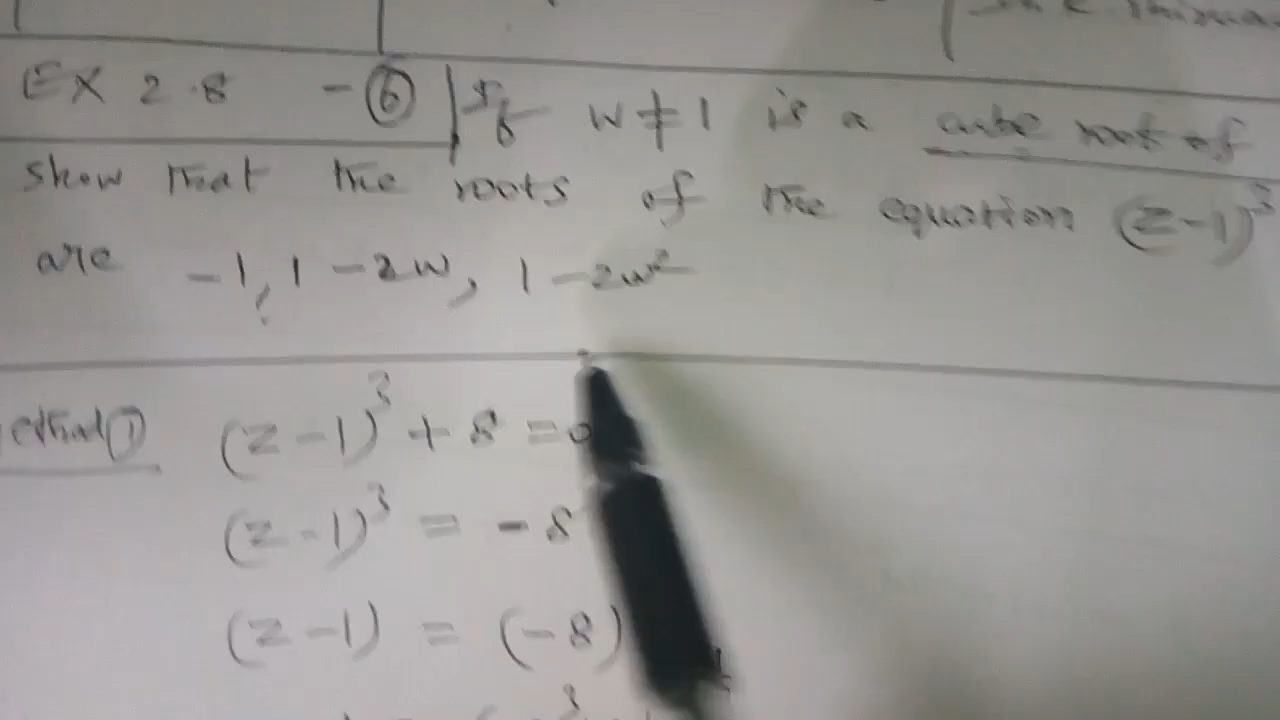 EX 2.8 - ⑥ If w≠1 is a cube root of
show that the roots of the equation (z-1)³
are -1, 1-2w, 1-2w²
ethod ① (z-1)³ + 8 = 0
(z-1)³ = -8
(z-1) = (-8)